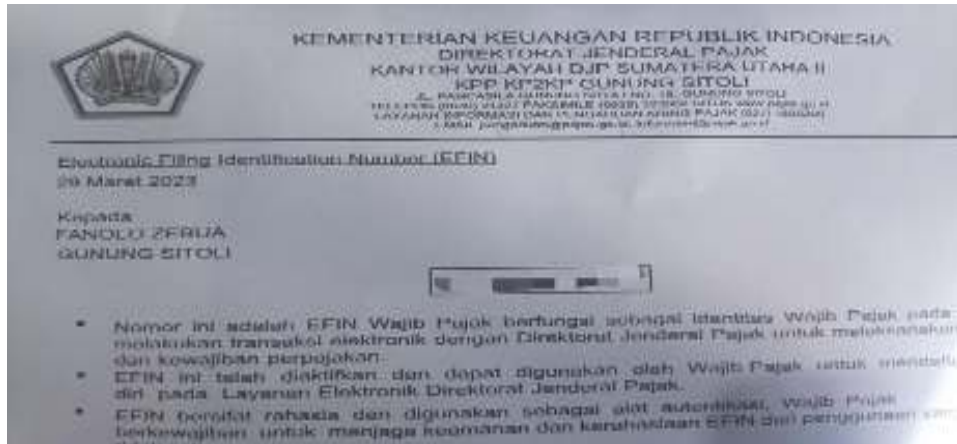 KEMENTERIAN KEUANGAN REPUBLIK INDONESIA
DIREKTORAT JENDERAL PAJAK
KANTOR WILAYAH DJP SUMATERA UTARA II
KPP KP2KP GUNUNG SITOLI
Electronic Filing Identification Number (EFIN)
29 Maret 2023
Kepada
FANOLO ZEBUA
GUNUNG SITOLI
• Nomor ini adalah EFIN Wajib Pajak berfungsi sebagai Identitas Wajib Pajak pada
melakukan transaksi elektronik dengan Direktorat Jenderal Pajak untuk melaksanakan
dan kewajiban perpajakan
• EFIN ini telah diaktifkan dan dapat digunakan oleh Wajib Pajak untuk
diri pada Layanan Elektronik Direktorat Jenderal Pajak.
• EFIN bersifat rahasia dan digunakan sebagai alat autentikasi, Wajib Pajak
berkewajiban untuk menjaga keamanan dan kerahasiaan EFIN dan penggunaan